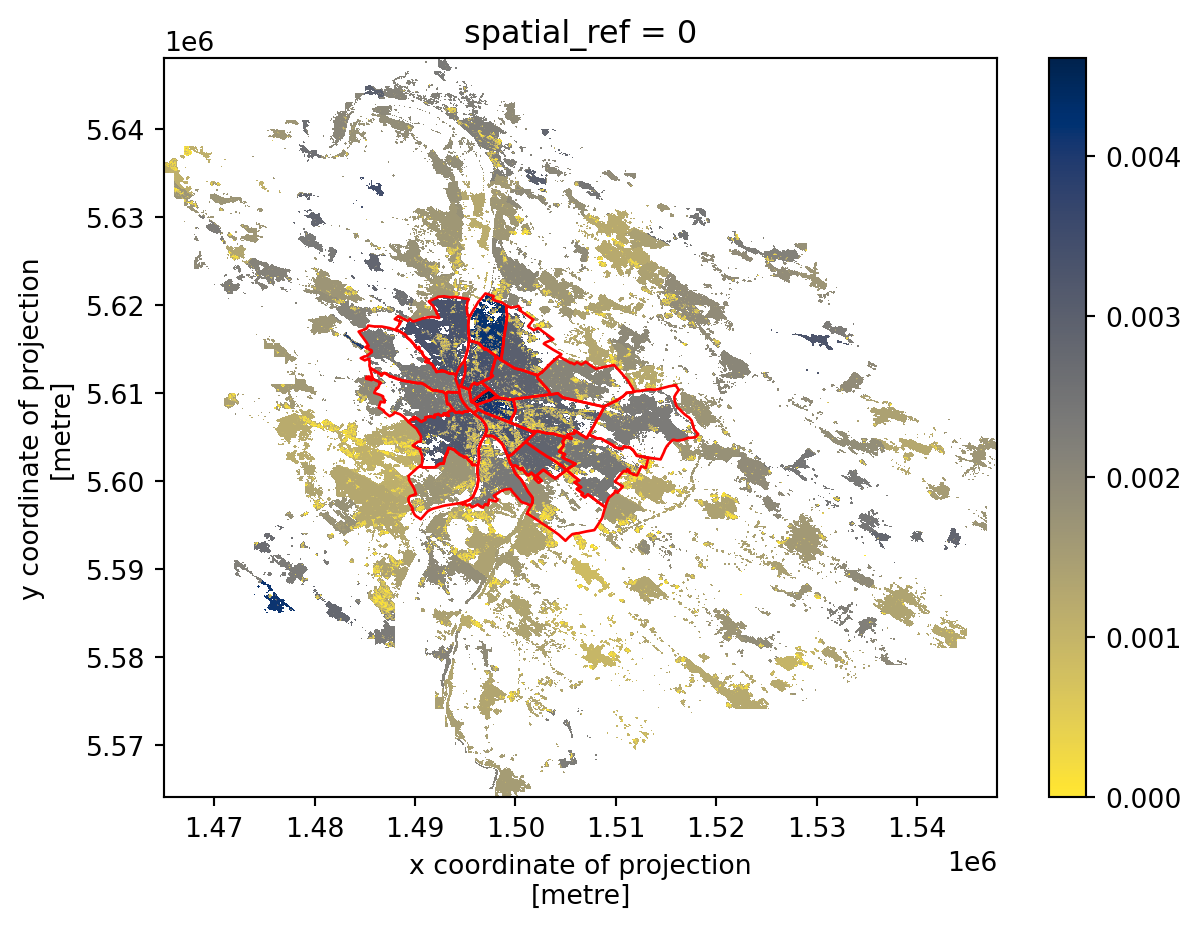 spatial_ref = 0
1e6
5.64
5.63
5.62
5.61
5.60
5.59
5.58
5.57
y coordinate of projection
[metre]
1.47 1.48 1.49 1.50 1.51 1.52 1.53 1.54
1e6
x coordinate of projection
[metre]
0.004
0.003
0.002
0.001
0.000